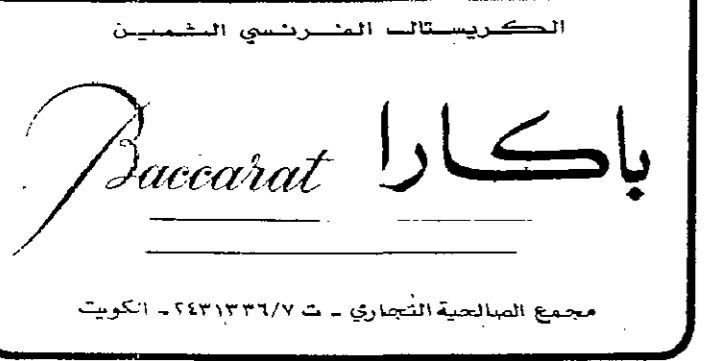 الكريستال الفرنسي الثمين
باكارا Baccarat
مجمع الصالحية التجاري - ت ٢٤٣١٣٣٦/٧ - الكويت